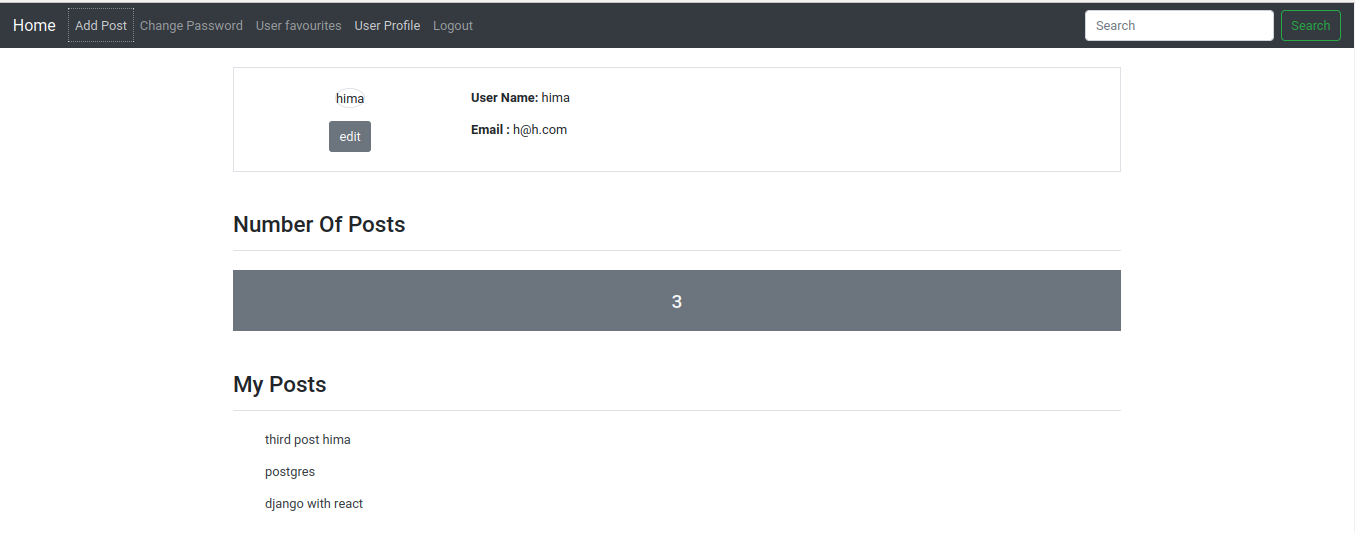 Home Add Post Change Password User favourites User Profile Logout Search Search
hima
User Name: hima
edit
Email : h@h.com
Number Of Posts
3
My Posts
third post hima
postgres
django with react